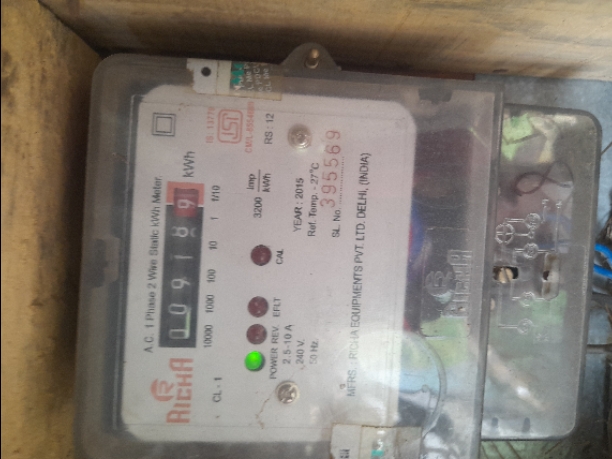 A.C. 1 Phase 2 Wire Static kWh Meter.
RICHA
CL - 1
009189 kWh
10000 1000 100 10 1 1/10
POWER REV. EFLT CAL
2.5-10 A
240 V.
50 Hz.
3200 imp/kWh
RS : 12
YEAR : 2015
Ref. Temp. - 27°C
SL. No. 395569
MFRS.: RICHA EQUIPMENTS PVT. LTD. DELHI, (INDIA)
RICHA